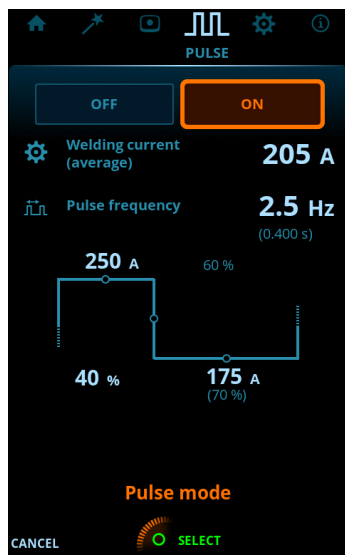 PULSE
OFF ON
Welding current
(average)
205 A
Pulse frequency
2.5 Hz
(0.400 s)
250 A 60 %
40 % 175 A
(70 %)
Pulse mode
CANCEL SELECT